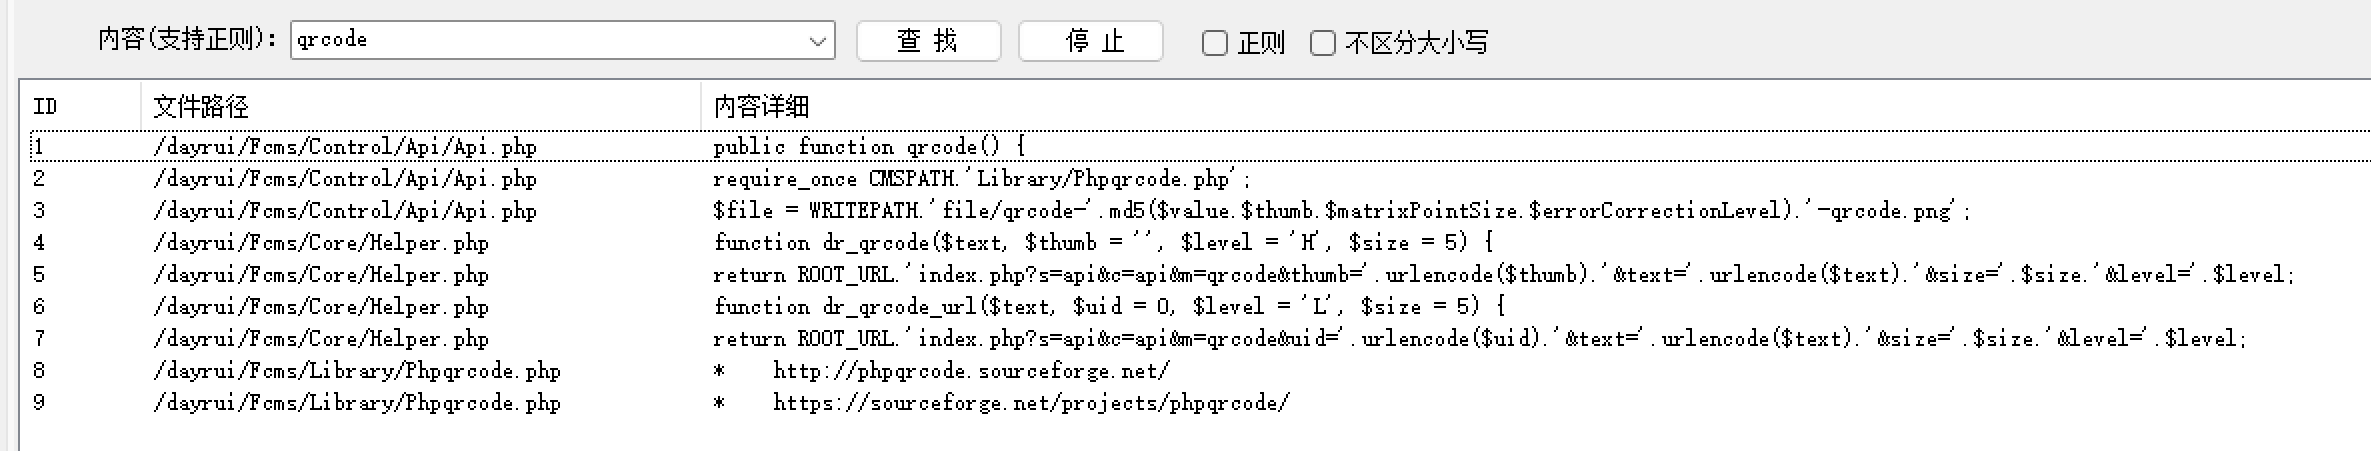 内容(支持正则): qrcode 查 找 停 止 正则 不区分大小写
ID 文件路径 内容详细
1 /dayrui/Fcms/Control/Api/Api.php public function qrcode() {
2 /dayrui/Fcms/Control/Api/Api.php require_once CMSPATH.'Library/Phpqrcode.php';
3 /dayrui/Fcms/Control/Api/Api.php $file = WRITEPATH.'file/qrcode-'.md5($value.$thumb.$matrixPointSize.$errorCorrectionLevel).'-qrcode.png';
4 /dayrui/Fcms/Core/Helper.php function dr_qrcode($text, $thumb = '', $level = 'H', $size = 5) {
5 /dayrui/Fcms/Core/Helper.php return ROOT_URL.'index.php?s=api&c=api&m=qrcode&thumb='.urlencode($thumb).'&text='.urlencode($text).'&size='.$size.'&level='.$level;
6 /dayrui/Fcms/Core/Helper.php function dr_qrcode_url($text, $uid = 0, $level = 'L', $size = 5) {
7 /dayrui/Fcms/Core/Helper.php return ROOT_URL.'index.php?s=api&c=api&m=qrcode&uid='.urlencode($uid).'&text='.urlencode($text).'&size='.$size.'&level='.$level;
8 /dayrui/Fcms/Library/Phpqrcode.php * http://phpqrcode.sourceforge.net/
9 /dayrui/Fcms/Library/Phpqrcode.php * https://sourceforge.net/projects/phpqrcode/